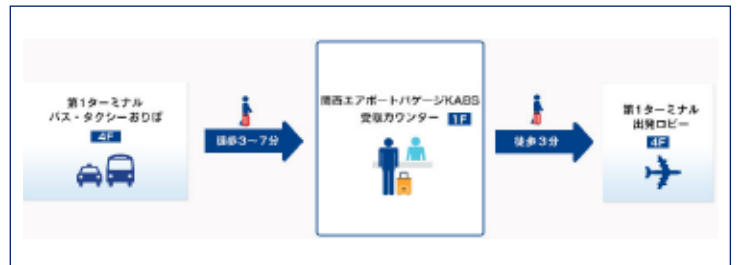 第1ターミナル
バス・タクシーおりば
4F
徒歩3〜7分
関西エアポートバゲージKABS
受取カウンター 1F
徒歩3分
第1ターミナル
出発ロビー
4F